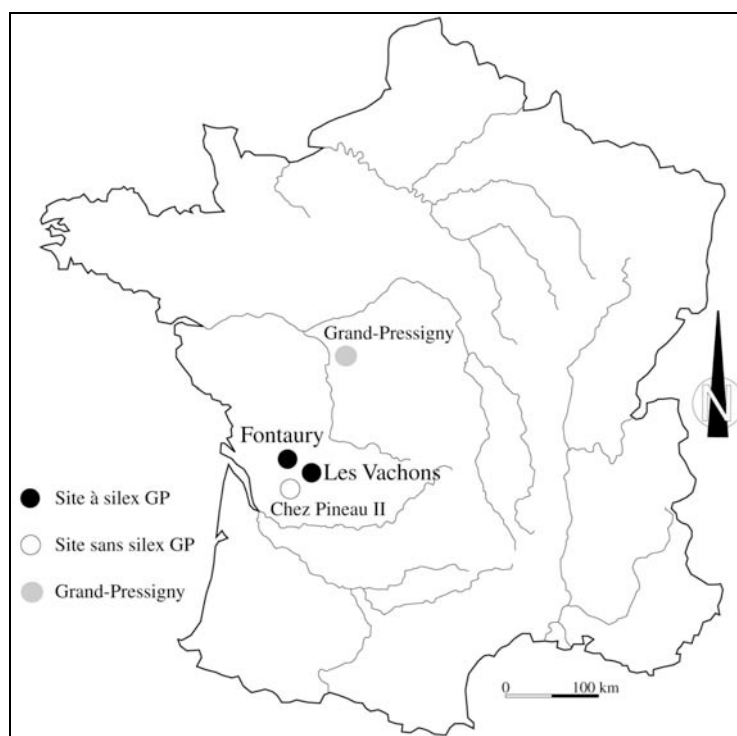 Grand-Pressigny
N
Fontaury
Les Vachons
Site à silex GP
Chez Pineau II
Site sans silex GP
Grand-Pressigny
0 100 km